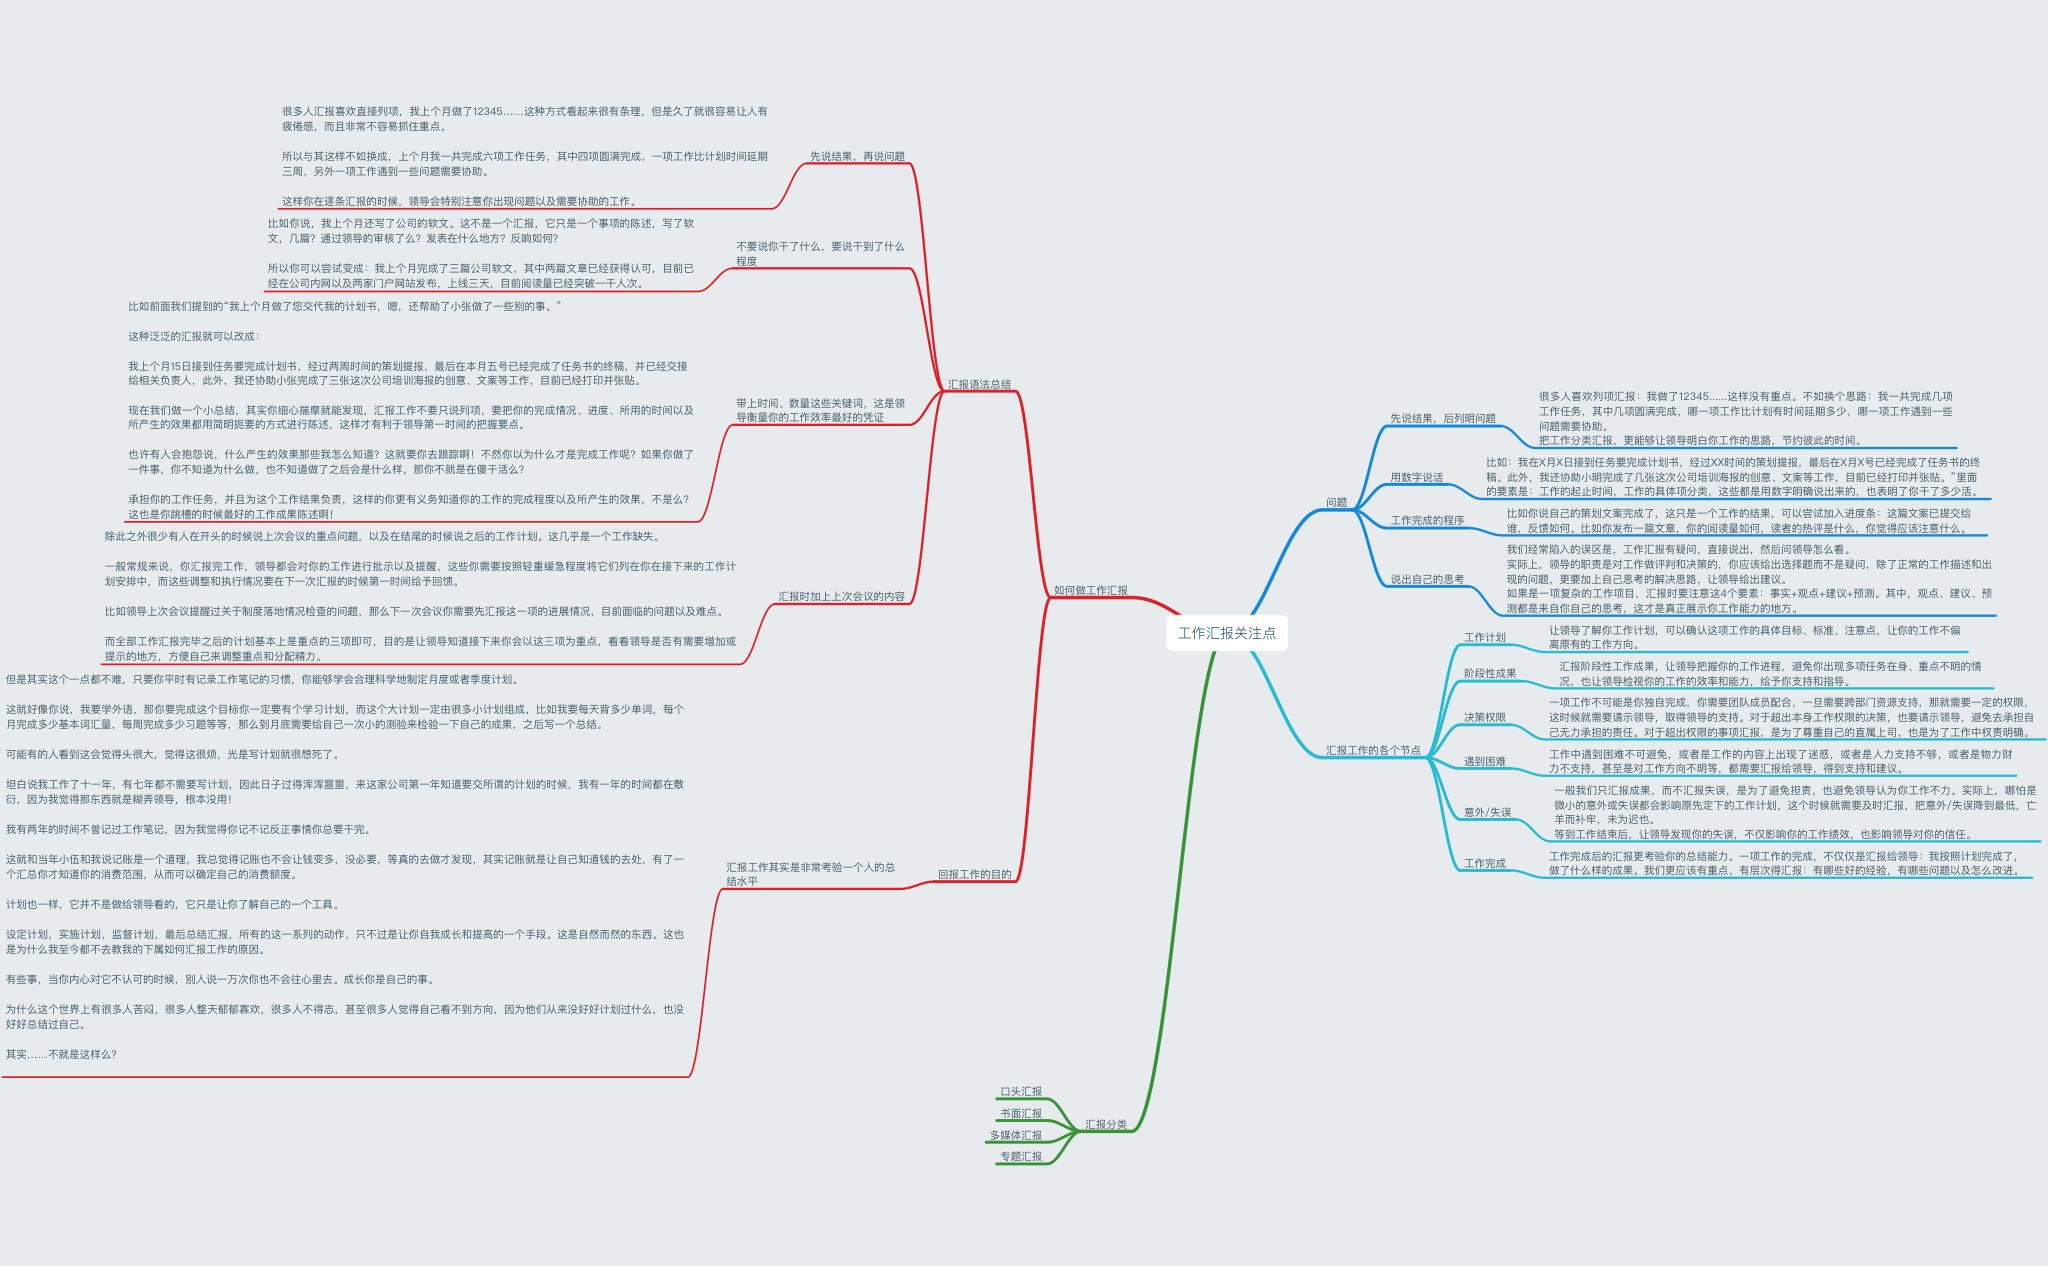 工作汇报关注点
问题
先说结果，后列明问题
很多人喜欢列项汇报：我做了12345......这样没有重点。不如换个思路：我一共完成几项
工作任务，其中几项圆满完成，哪一项工作比计划有时间延期多少，哪一项工作遇到一些
问题需要协助。
把工作分类汇报，更能够让领导明白你工作的思路，节约彼此的时间。
用数字说话
比如：我在X月X日接到任务要完成计划书，经过XX时间的策划提报，最后在X月X号已经完成了任务书的终
稿。此外，我还协助小明完成了几张这次公司培训海报的创意、文案等工作，目前已经打印并张贴。”里面
的要素是：工作的起止时间，工作的具体项分类，这些都是用数字明确说出来的，也表明了你干了多少活。
工作完成的程序
比如你说自己的策划文案完成了，这只是一个工作的结果，可以尝试加入进度条：这篇文案已提交给
谁，反馈如何。比如你发布一篇文章，你的阅读量如何，读者的热评是什么，你觉得应该注意什么。
说出自己的思考
我们经常陷入的误区是，工作汇报有疑问，直接说出，然后问领导怎么看。
实际上，领导的职责是对工作做评判和决策的，你应该给出选择题而不是疑问，除了正常的工作描述和出
现的问题，更要加上自己思考的解决思路，让领导给出建议。
如果是一项复杂的工作项目，汇报时要注意这4个要素：事实+观点+建议+预测。其中，观点、建议、预
测都是来自你自己的思考，这才是真正展示你工作能力的地方。
汇报工作的各个节点
工作计划
让领导了解你工作计划，可以确认这项工作的具体目标、标准、注意点，让你的工作不偏
离原有的工作方向。
阶段性成果
汇报阶段性工作成果，让领导把握你的工作进程，避免你出现多项任务在身、重点不明的情
况，也让领导检视你的工作的效率和能力，给予你支持和指导。
决策权限
一项工作不可能是你独自完成，你需要团队成员配合，一旦需要跨部门资源支持，那就需要一定的权限，
这时候就需要请示领导，取得领导的支持。对于超出本身工作权限的决策，也要请示领导，避免去承担自
己无力承担的责任。对于超出权限的事项汇报，是为了尊重自己的直属上司，也是为了工作中权责明确。
遇到困难
工作中遇到困难不可避免，或者是工作的内容上出现了迷惑，或者是人力支持不够，或者是物力财
力不支持，甚至是对工作方向不明等，都需要汇报给领导，得到支持和建议。
意外/失误
一般我们只汇报成果，而不汇报失误，是为了避免担责，也避免领导认为你工作不力。实际上，哪怕是
微小的意外或失误都会影响原先定下的工作计划，这个时候就需要及时汇报，把意外/失误降到最低，亡
羊而补牢，未为迟也。
等到工作结束后，让领导发现你的失误，不仅影响你的工作绩效，也影响领导对你的信任。
工作完成
工作完成后的汇报更考验你的总结能力。一项工作的完成，不仅仅是汇报给领导：我按照计划完成了，
做了什么样的成果。我们更应该有重点、有层次得汇报：有哪些好的经验，有哪些问题以及怎么改进。
如何做工作汇报
汇报语法总结
先说结果，再说问题
很多人汇报喜欢直接列项，我上个月做了12345……这种方式看起来很有条理，但是久了就很容易让人有
疲倦感，而且非常不容易抓住重点。
所以与其这样不如换成，上个月我一共完成六项工作任务，其中四项圆满完成，一项工作比计划时间延期
三周，另外一项工作遇到一些问题需要协助。
这样你在逐条汇报的时候，领导会特别注意你出现问题以及需要协助的工作。
不要说你干了什么，要说干到了什么
程度
比如你说，我上个月还写了公司的软文。这不是一个汇报，它只是一个事项的陈述，写了软
文，几篇？通过领导的审核了么？发表在什么地方？反响如何？
所以你可以尝试变成：我上个月完成了三篇公司软文，其中两篇文章已经获得认可，目前已
经在公司内网以及两家门户网站发布，上线三天，目前阅读量已经突破一千人次。
带上时间、数量这些关键词，这是领
导衡量你的工作效率最好的凭证
比如前面我们提到的“我上个月做了您交代我的计划书，嗯，还帮助了小张做了一些别的事。”
这种泛泛的汇报就可以改成：
我上个月15日接到任务要完成计划书，经过两周时间的策划提报，最后在本月五号已经完成了任务书的终稿，并已经交接
给相关负责人，此外，我还协助小张完成了三张这次公司培训海报的创意、文案等工作，目前已经打印并张贴。
现在我们做一个小总结，其实你细心揣摩就能发现，汇报工作不要只说列项，要把你的完成情况、进度、所用的时间以及
所产生的效果都用简明扼要的方式进行陈述，这样才有利于领导第一时间的把握要点。
也许有人会抱怨说，什么产生的效果那些我怎么知道？这就要你去跟踪啊！不然你以为什么才是完成工作呢？如果你做了
一件事，你不知道为什么做，也不知道做了之后会是什么样，那你不就是在傻干活么？
承担你的工作任务，并且为这个工作结果负责，这样的你更有义务知道你的工作的完成程度以及所产生的效果，不是么？
这也是你跳槽的时候最好的工作成果陈述啊！
汇报时加上上次会议的内容
除此之外很少有人在开头的时候说上次会议的重点问题，以及在结尾的时候说之后的工作计划。这几乎是一个工作缺失。
一般常规来说，你汇报完工作，领导都会对你的工作进行批示以及提醒，这些你需要按照轻重缓急程度将它们列在你在接下来的工作计
划安排中，而这些调整和执行情况要在下一次汇报的时候第一时间给予回馈。
比如领导上次会议提醒过关于制度落地情况检查的问题，那么下一次会议你需要先汇报这一项的进展情况，目前面临的问题以及难点。
而全部工作汇报完毕之后的计划基本上是重点的三项即可，目的是让领导知道接下来你会以这三项为重点，看看领导是否有需要增加或
提示的地方，方便自己来调整重点和分配精力。
回报工作的目的
汇报工作其实是非常考验一个人的总
结水平
但是其实这个一点都不难，只要你平时有记录工作笔记的习惯，你能够学会合理科学地制定月度或者季度计划。
这就好像你说，我要学外语，那你要完成这个目标你一定要有个学习计划，而这个大计划一定由很多小计划组成，比如我要每天背多少单词，每个
月完成多少基本词汇量，每周完成多少习题等等，那么到月底需要给自己一次小的测验来检验一下自己的成果，之后写一个总结。
可能有的人看到这会觉得头很大，觉得这很烦，光是写计划就很想死了。
坦白说我工作了十一年，有七年都不需要写计划，因此日子过得浑浑噩噩，来这家公司第一年知道要交所谓的计划的时候，我有一年的时间都在敷
衍，因为我觉得那东西就是糊弄领导，根本没用！
我有两年的时间不曾记过工作笔记，因为我觉得你记不记反正事情你总要干完。
这就和当年小伍和我说记账是一个道理，我总觉得记账也不会让钱变多，没必要，等真的去做才发现，其实记账就是让自己知道钱的去处，有了一
个汇总你才知道你的消费范围，从而可以确定自己的消费额度。
计划也一样，它并不是做给领导看的，它只是让你了解自己的一个工具。
设定计划，实施计划，监督计划，最后总结汇报，所有的这一系列的动作，只不过是让你自我成长和提高的一个手段。这是自然而然的东西。这也
是为什么我至今都不去教我的下属如何汇报工作的原因。
有些事，当你内心对它不认可的时候，别人说一万次你也不会往心里去。成长你是自己的事。
为什么这个世界上有很多人苦闷，很多人整天郁郁寡欢，很多人不得志，甚至很多人觉得自己看不到方向，因为他们从来没好好计划过什么，也没
好好总结过自己。
其实……不就是这样么？
汇报分类
口头汇报
书面汇报
多媒体汇报
专题汇报